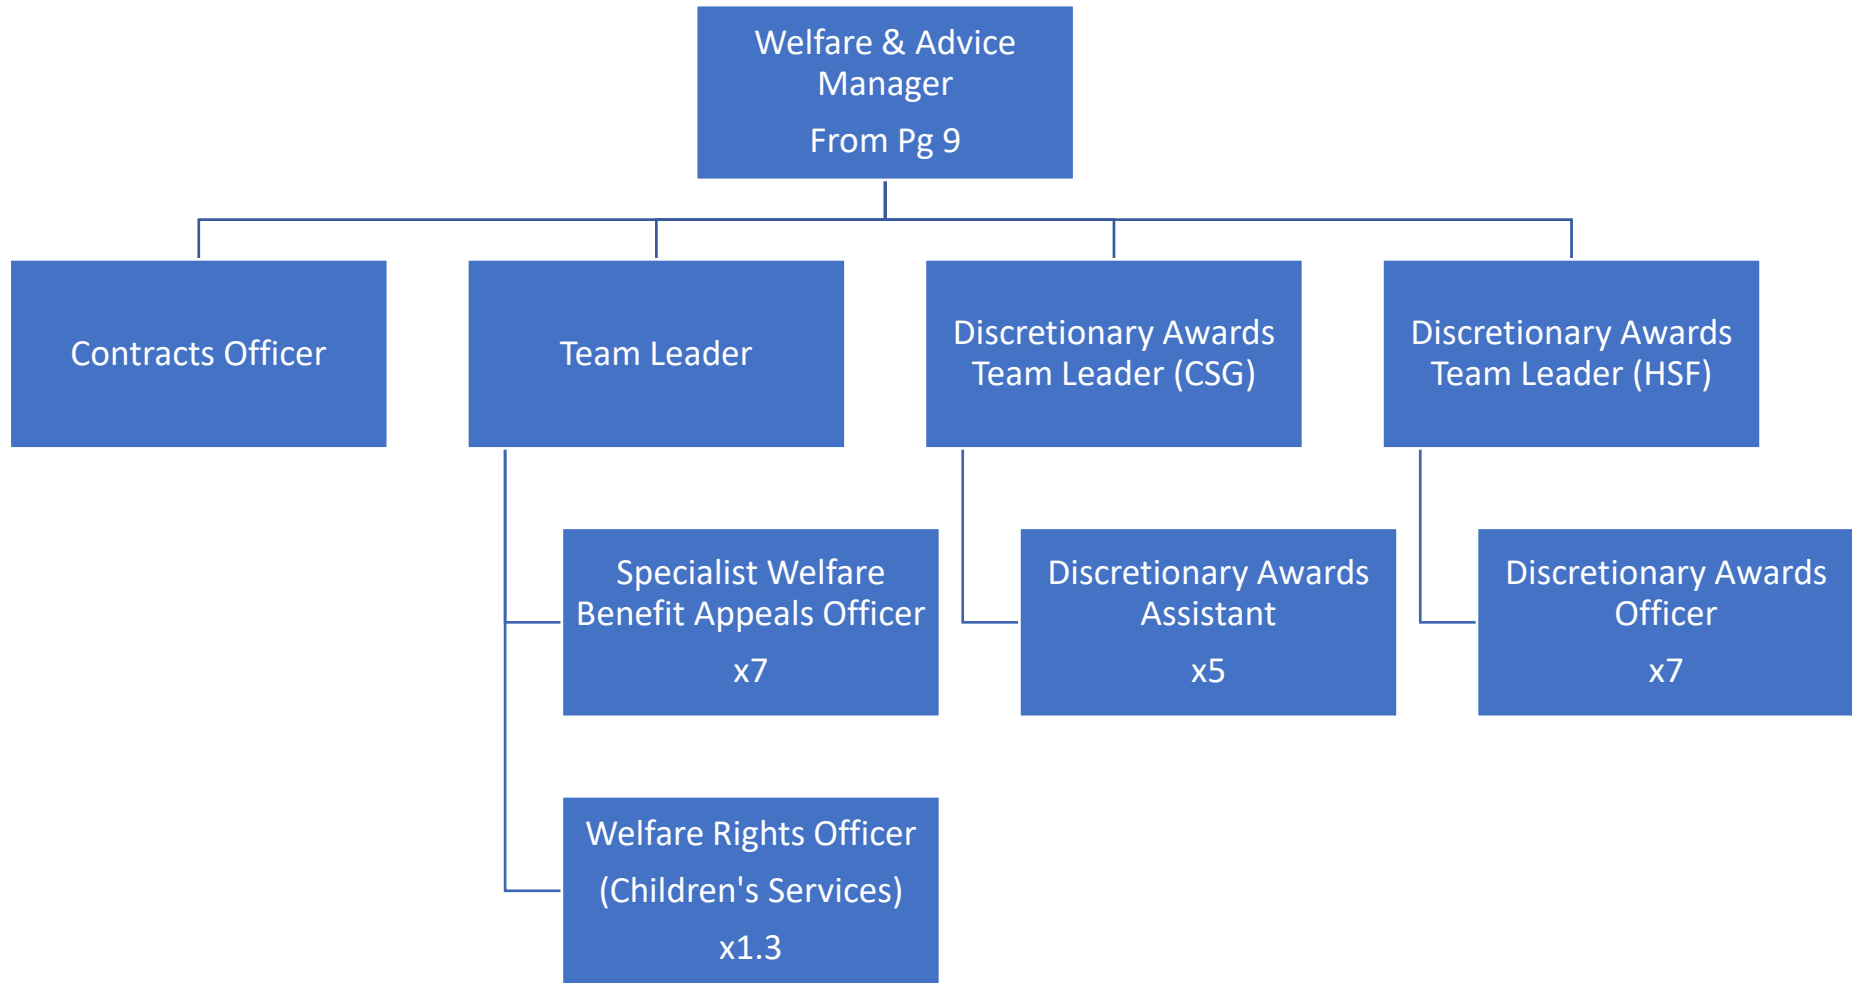 Welfare & Advice
Manager
From Pg 9
Contracts Officer
Team Leader
Discretionary Awards
Team Leader (CSG)
Discretionary Awards
Team Leader (HSF)
Specialist Welfare
Benefit Appeals Officer
x7
Discretionary Awards
Assistant
x5
Discretionary Awards
Officer
x7
Welfare Rights Officer
(Children's Services)
x1.3